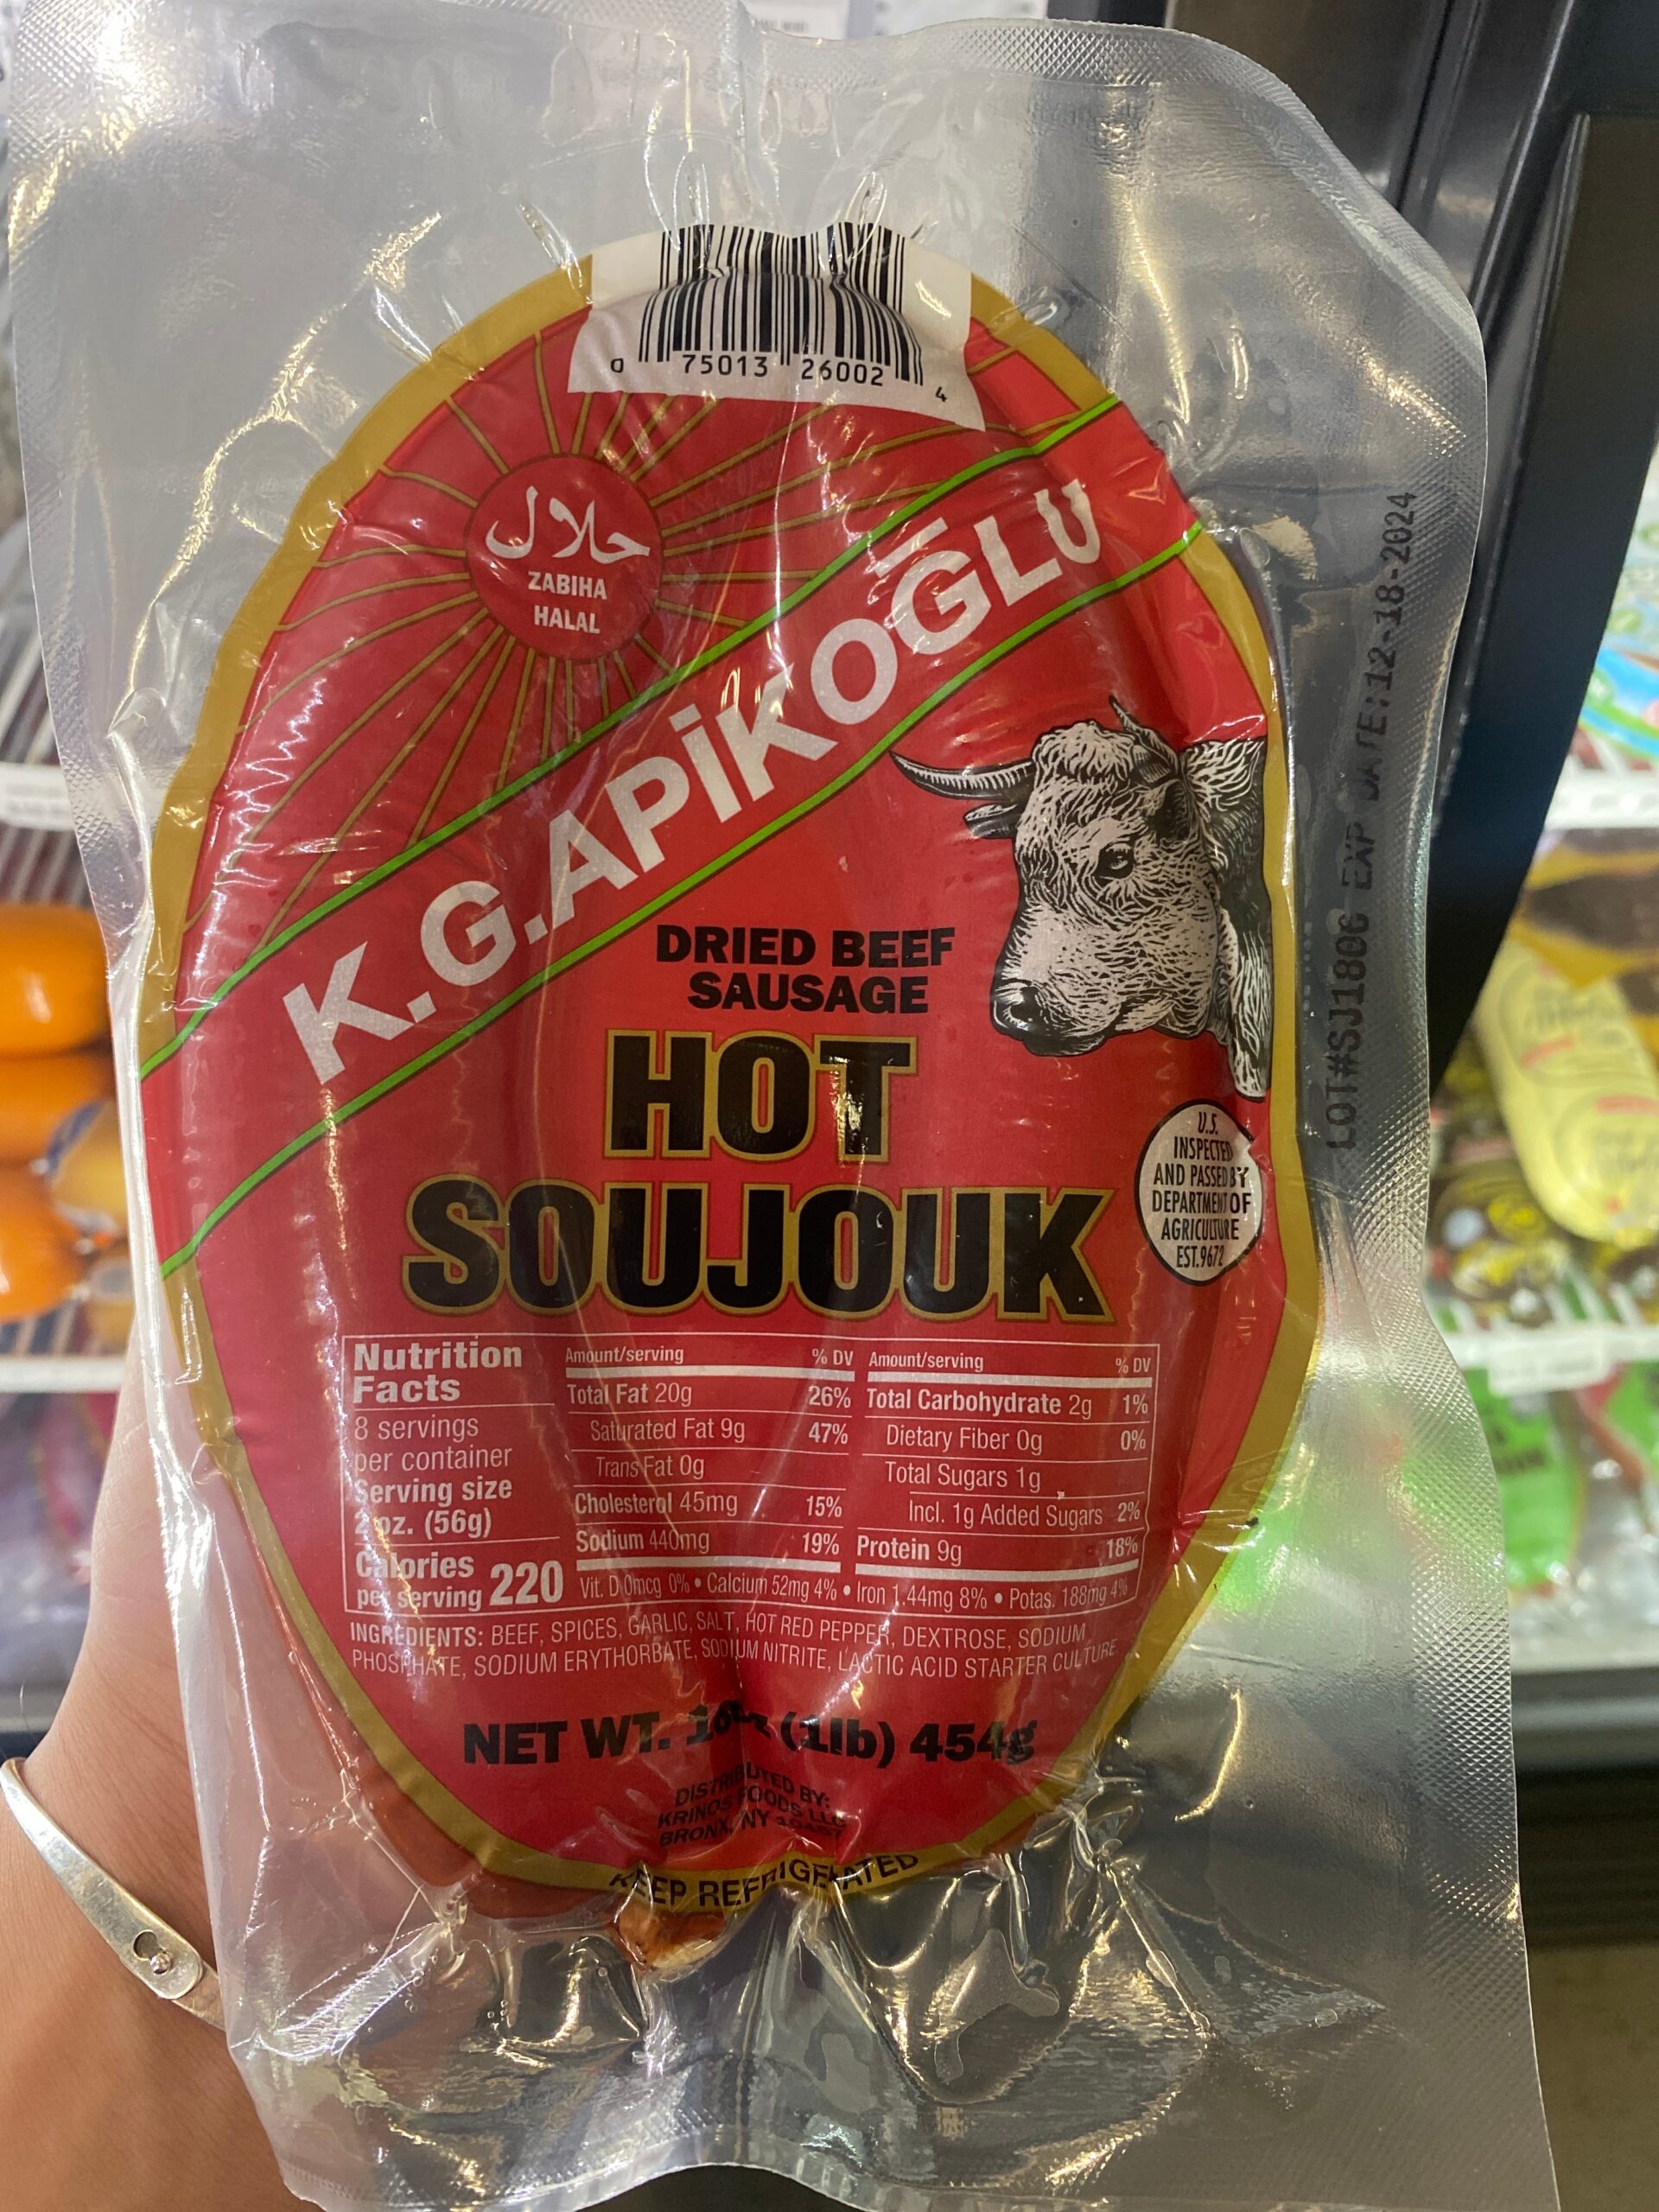 0 75013 26002 4
حلال
ZABIHA
HALAL
K.G.APİKOĞLU
DRIED BEEF
SAUSAGE
HOT
SOUJOUK
U.S.
INSPECTED
AND PASSED BY
DEPARTMENT OF
AGRICULTURE
EST.9672
LOT#SJ1806 EXP DATE:12-18-2024
Nutrition
Facts
8 servings
per container
Serving size
2 oz. (56g)
Calories
per serving 220
Amount/serving % DV
Total Fat 20g 26%
Saturated Fat 9g 47%
Trans Fat 0g
Cholesterol 45mg 15%
Sodium 440mg 19%
Amount/serving % DV
Total Carbohydrate 2g 1%
Dietary Fiber 0g 0%
Total Sugars 1g
Incl. 1g Added Sugars 2%
Protein 9g 18%
Vit. D 0mcg 0% • Calcium 52mg 4% • Iron 1.44mg 8% • Potas. 188mg 4%
INGREDIENTS: BEEF, SPICES, GARLIC, SALT, HOT RED PEPPER, DEXTROSE, SODIUM
PHOSPHATE, SODIUM ERYTHORBATE, SODIUM NITRITE, LACTIC ACID STARTER CULTURE.
NET WT. 16oz (1lb) 454g
DISTRIBUTED BY:
KRINOS FOODS LLC
BRONX, NY 10457
KEEP REFRIGERATED